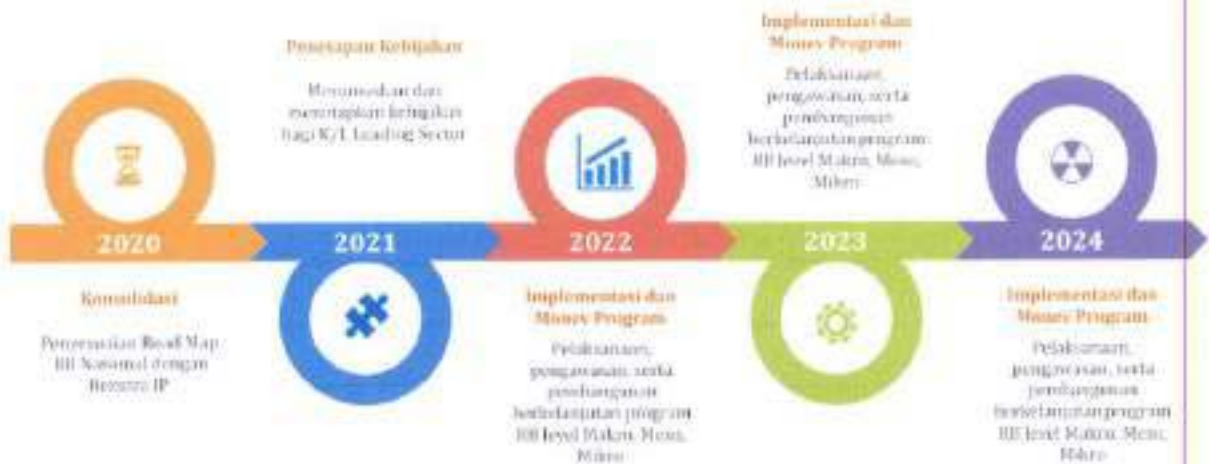 2020
Konsolidasi
Penyesuaian Road Map
RB Nasional dengan
Renstra IP
Penetapan Kebijakan
Merumuskan dan
menetapkan kebijakan
bagi K/L Leading Sector
2021
2022
Implementasi dan
Monev Program
Pelaksanaan,
pengawasan, serta
pembangunan
berkelanjutan program
RB level Makro, Meso,
Mikro
Implementasi dan
Monev Program
Pelaksanaan,
pengawasan, serta
pembangunan
berkelanjutan program
RB level Makro, Meso,
Mikro
2023
2024
Implementasi dan
Monev Program
Pelaksanaan,
pengawasan, serta
pembangunan
berkelanjutan program
RB level Makro, Meso,
Mikro